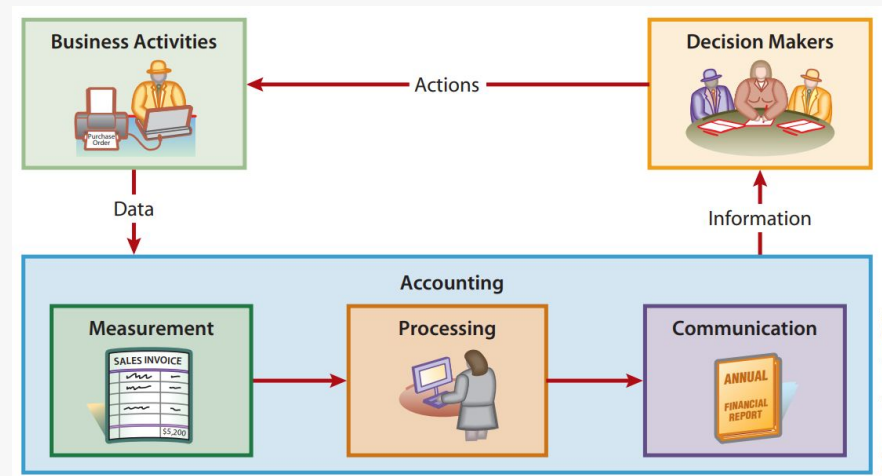 Business Activities
Purchase
Order
Decision Makers
Actions
Data
Information
Accounting
Measurement
SALES INVOICE
$5,200
Processing
Communication
ANNUAL
FINANCIAL
REPORT